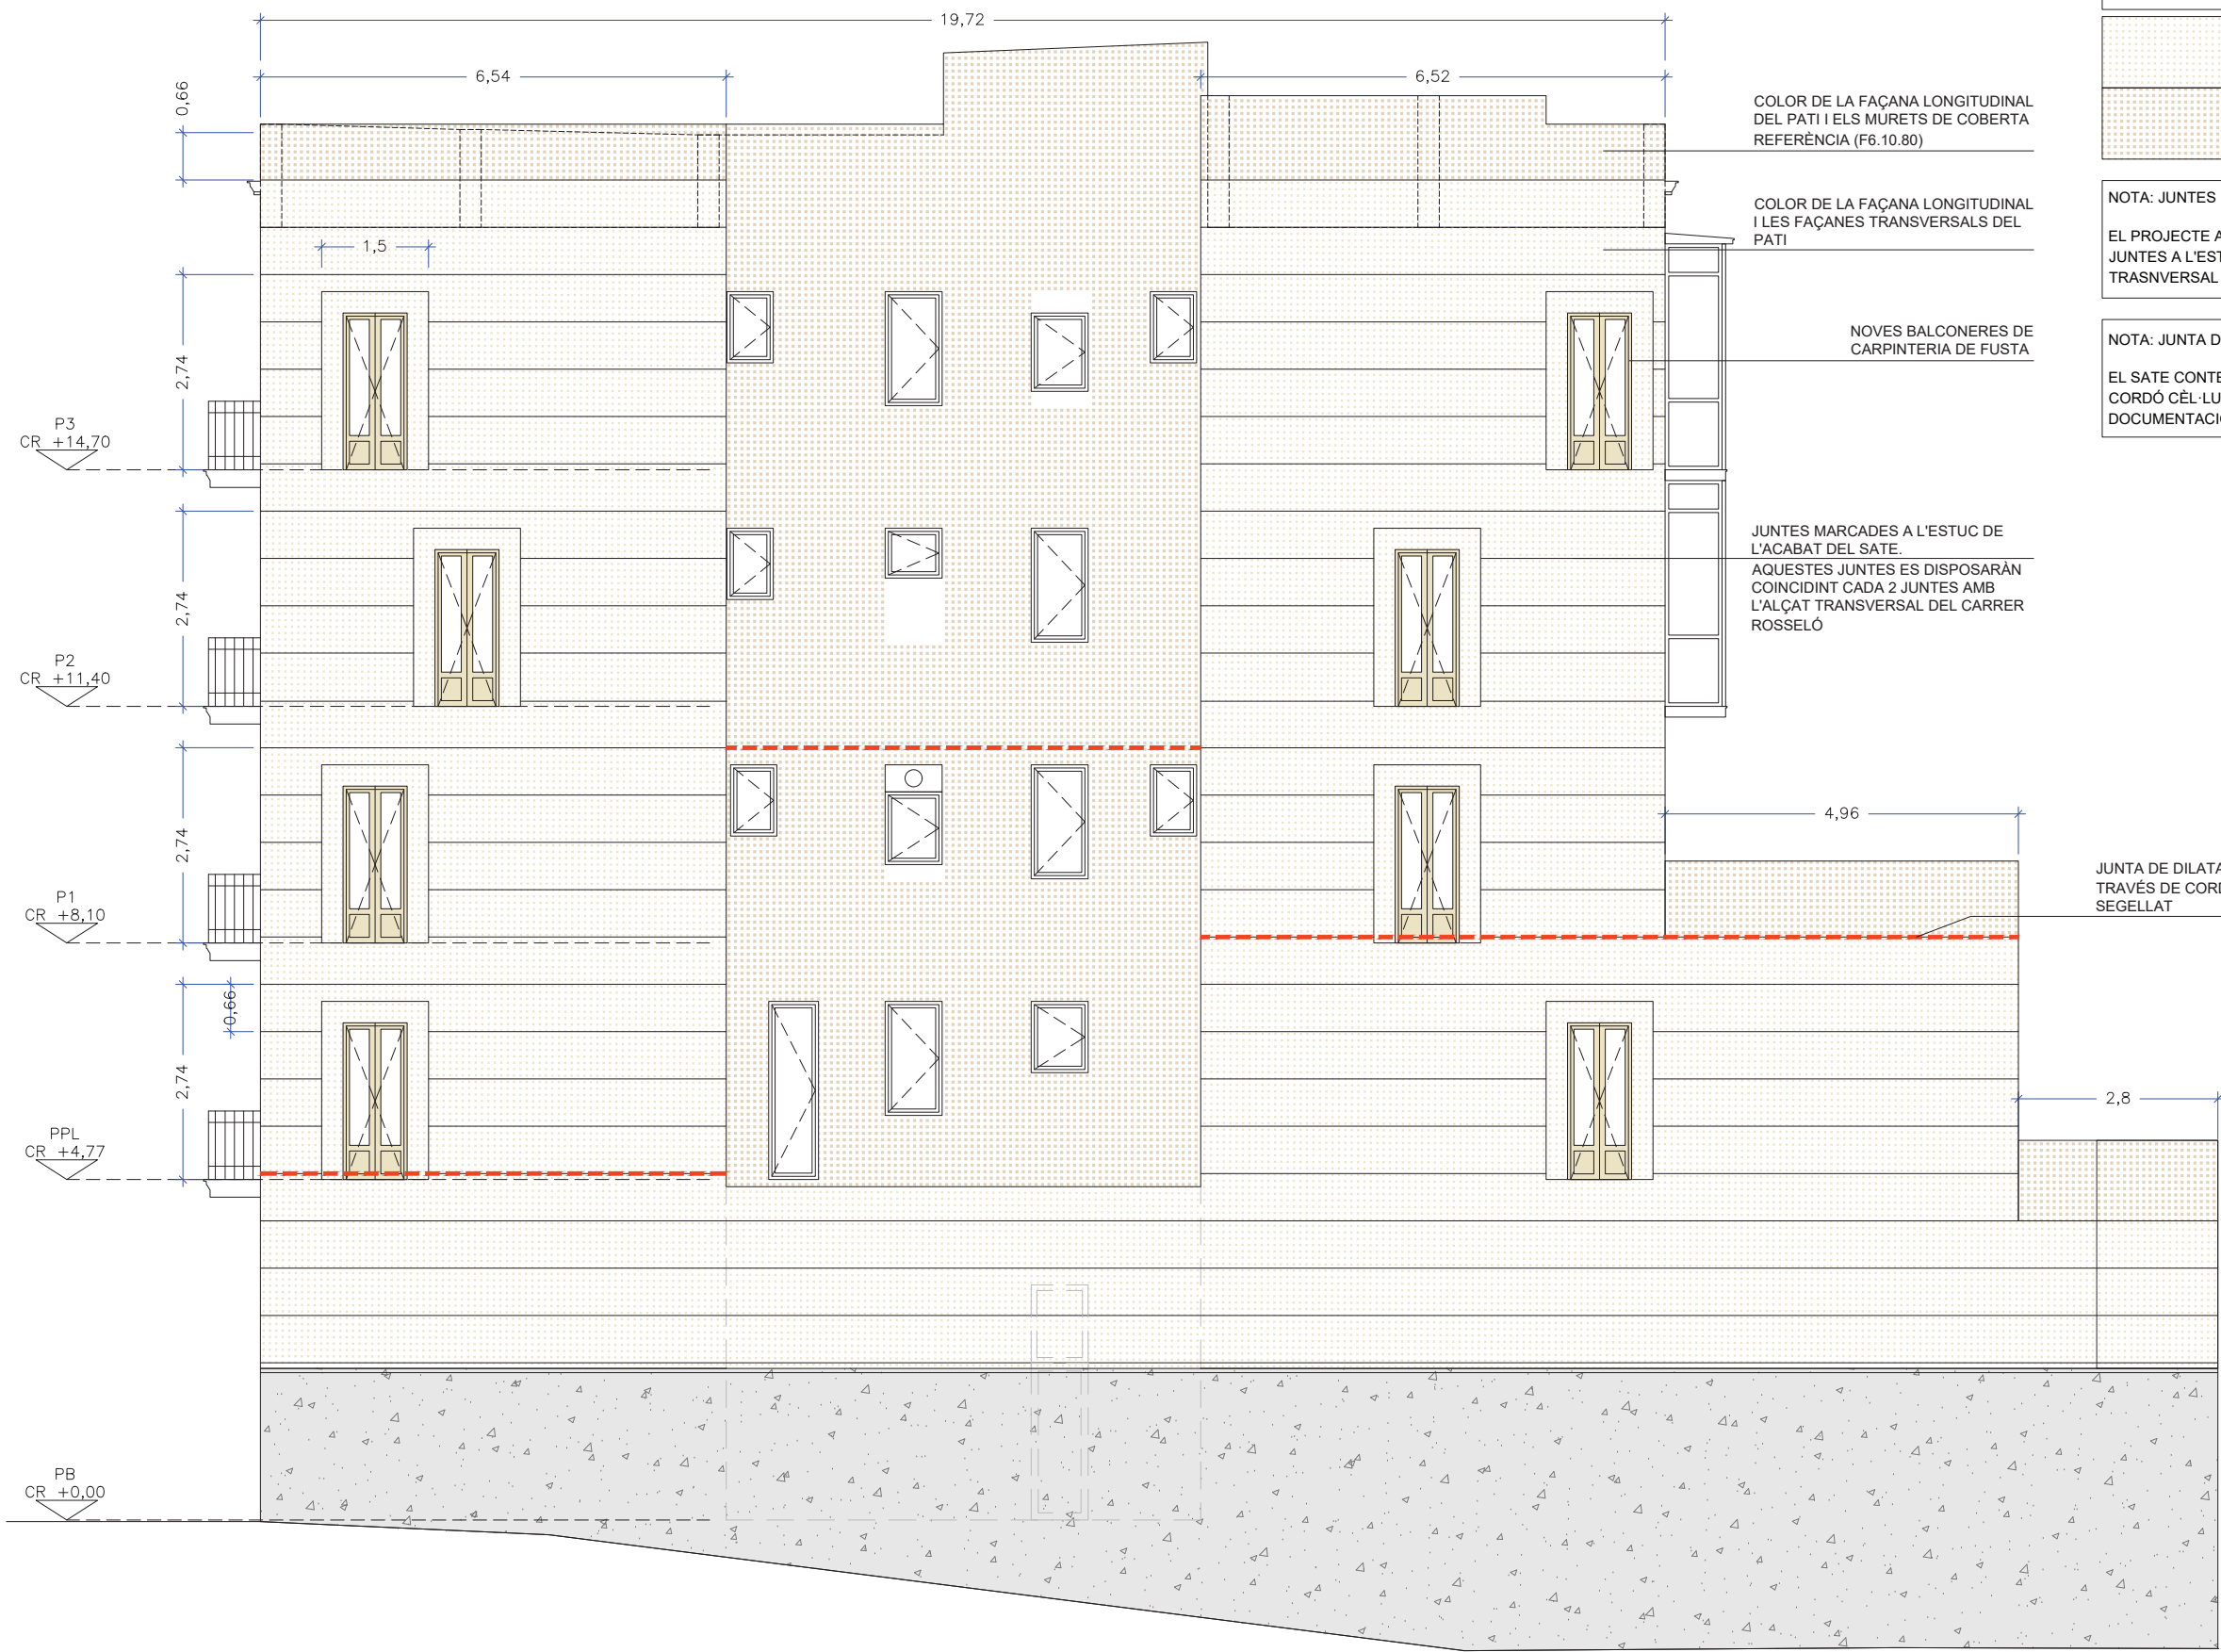 19,72
6,54
6,52
0,66
COLOR DE LA FAÇANA LONGITUDINAL
DEL PATI I ELS MURETS DE COBERTA
REFERÈNCIA (F6.10.80)
NOTA: JUNTES
EL PROJECTE A
JUNTES A L'EST
TRASNVERSAL
COLOR DE LA FAÇANA LONGITUDINAL
I LES FAÇANES TRANSVERSALS DEL
PATI
1,5
NOVES BALCONERES DE
CARPINTERIA DE FUSTA
NOTA: JUNTA D
EL SATE CONTE
CORDÓ CÈL·LU
DOCUMENTACI
2,74
P3
CR +14,70
JUNTES MARCADES A L'ESTUC DE
L'ACABAT DEL SATE.
AQUESTES JUNTES ES DISPOSARÀN
COINCIDINT CADA 2 JUNTES AMB
L'ALÇAT TRANSVERSAL DEL CARRER
ROSSELÓ
2,74
P2
CR +11,40
4,96
2,74
JUNTA DE DILATA
TRAVÉS DE CORD
SEGELLAT
P1
CR +8,10
0,66
2,74
2,8
PPL
CR +4,77
PB
CR +0,00